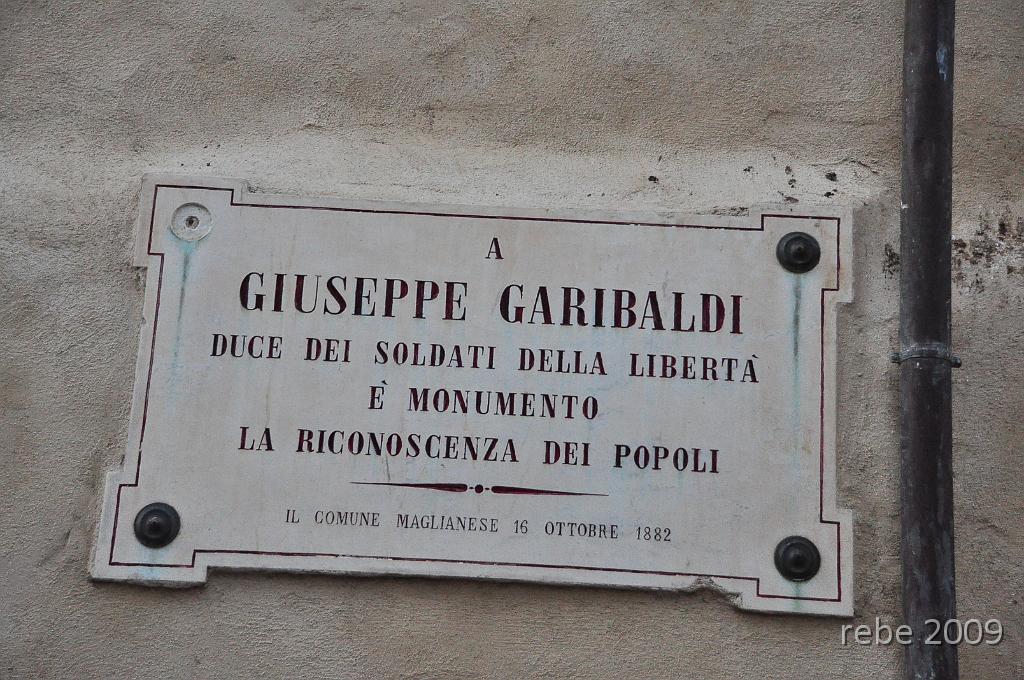 A
GIUSEPPE GARIBALDI
DUCE DEI SOLDATI DELLA LIBERTÀ
È MONUMENTO
LA RICONOSCENZA DEI POPOLI
IL COMUNE MAGLIANESE 16 OTTOBRE 1882
rebe 2009